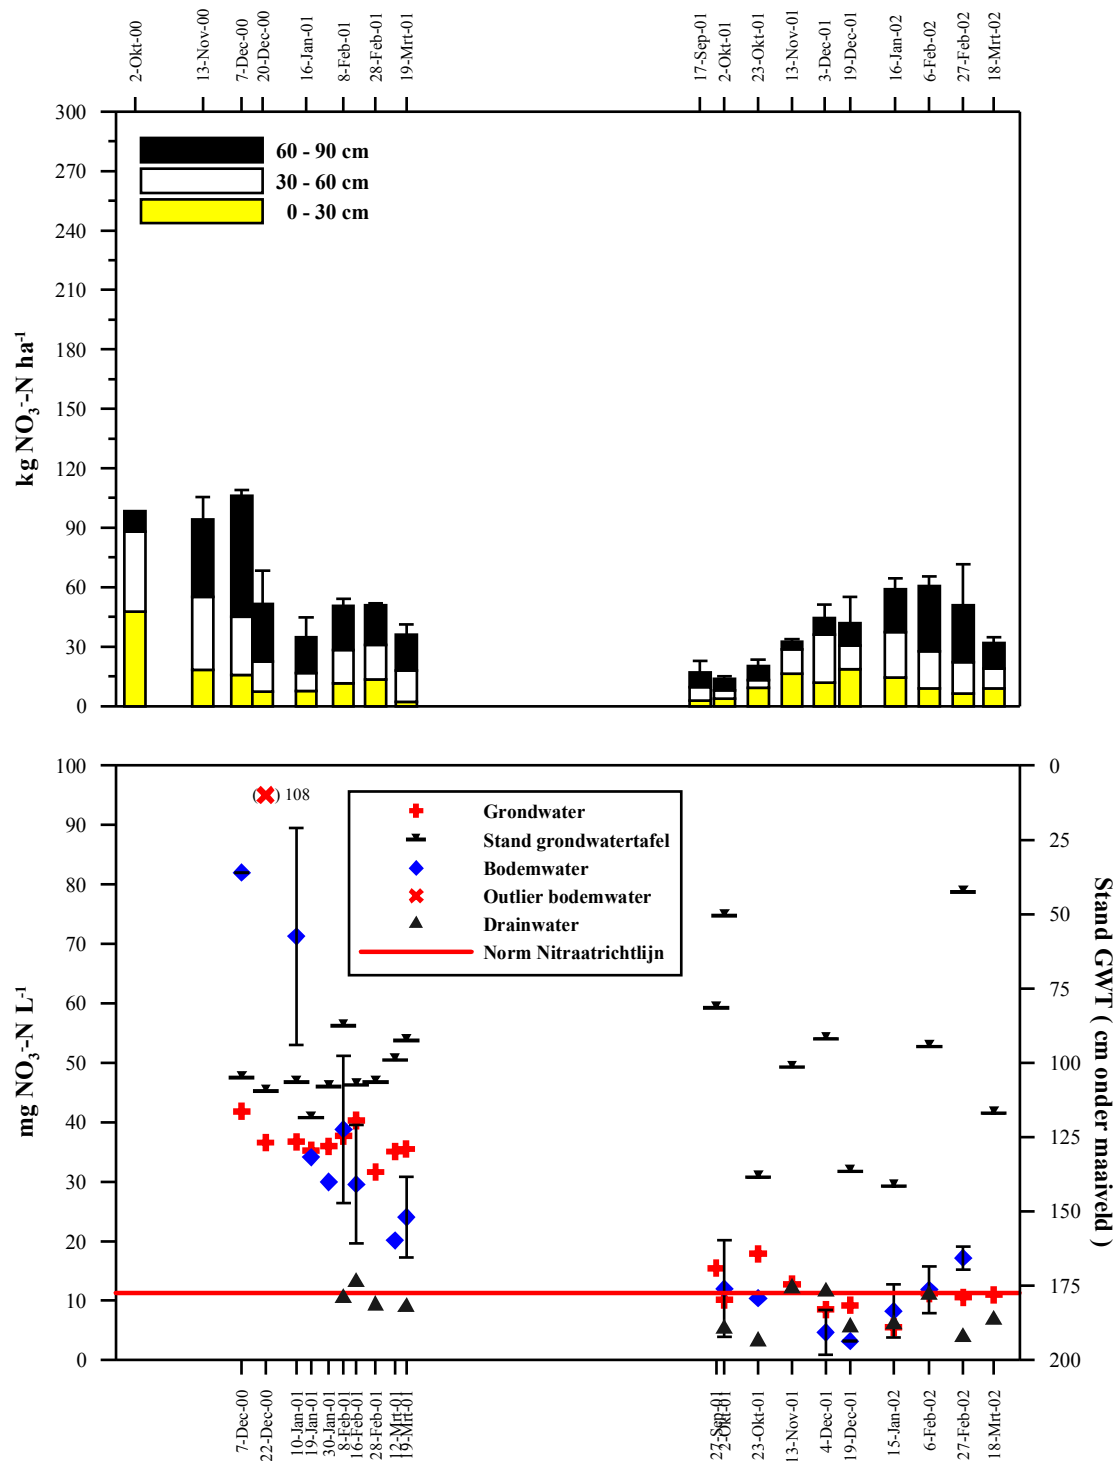 2-Okt-00
13-Nov-00
7-Dec-00
20-Dec-00
16-Jan-01
8-Feb-01
28-Feb-01
19-Mrt-01
17-Sep-01
2-Okt-01
23-Okt-01
13-Nov-01
3-Dec-01
19-Dec-01
16-Jan-02
6-Feb-02
27-Feb-02
18-Mrt-02
300
270
240
210
180
150
120
90
60
30
0
kg NO₃⁻-N ha⁻¹
60 - 90 cm
30 - 60 cm
0 - 30 cm
100
90
80
70
60
50
40
30
20
10
0
mg NO₃⁻-N L⁻¹
( ) 108
Grondwater
Stand grondwatertafel
Bodemwater
Outlier bodemwater
Drainwater
Norm Nitraatrichtlijn
0
25
50
75
100
125
150
175
200
Stand GWT ( cm onder maaiveld )
7-Dec-00
22-Dec-00
10-Jan-01
19-Jan-01
30-Jan-01
8-Feb-01
16-Feb-01
28-Feb-01
12-Mrt-01
19-Mrt-01
27-Sep-01
2-Okt-01
23-Okt-01
13-Nov-01
4-Dec-01
19-Dec-01
15-Jan-02
6-Feb-02
27-Feb-02
18-Mrt-02